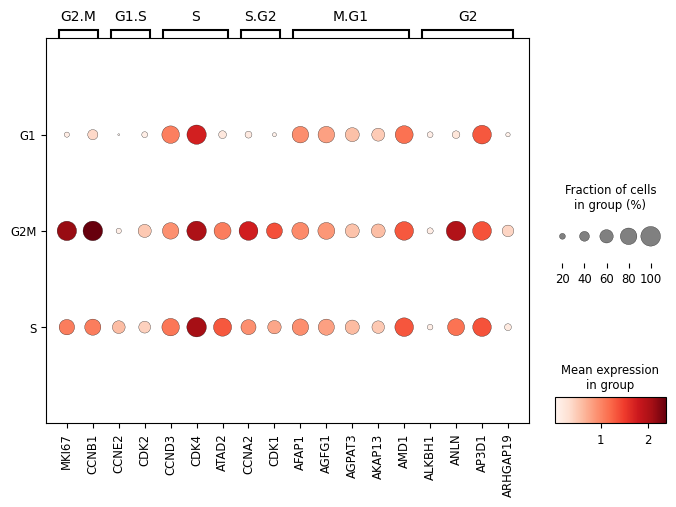 G2.M G1.S S S.G2 M.G1 G2
G1
G2M
S
MKI67 CCNB1 CCNE2 CDK2 CCND3 CDK4 ATAD2 CCNA2 CDK1 AFAP1 AGFG1 AGPAT3 AKAP13 AMD1 ALKBH1 ANLN AP3D1 ARHGAP19
Fraction of cells
in group (%)
20 40 60 80 100
Mean expression
in group
1 2